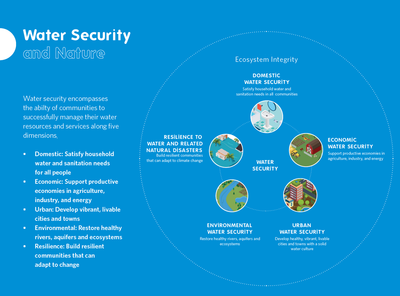 Water Security
and Nature
Water security encompasses
the abilty of communities to
successfully manage their water
resources and services along five
dimensions
• Domestic: Satisfy household
water and sanitation needs
for all people
• Economic: Support productive
economies in agriculture,
industry, and energy
• Urban: Develop vibrant, livable
cities and towns
• Environmental: Restore healthy
rivers, aquifers and ecosystems
• Resilience: Build resilient
communities that can
adapt to change
Ecosystem Integrity
DOMESTIC
WATER SECURITY
Satisfy household water and
sanitation needs in all communities
RESILIENCE TO
WATER AND RELATED
NATURAL DISASTERS
Build resilient communities
that can adapt to climate change
ECONOMIC
WATER SECURITY
Support productive economies in
agriculture, industry, and energy
WATER
SECURITY
ENVIRONMENTAL
WATER SECURITY
Restore healthy rivers, aquifers and
ecosystems
URBAN
WATER SECURITY
Develop healthy, vibrant, livable
cities and towns with a solid
water culture